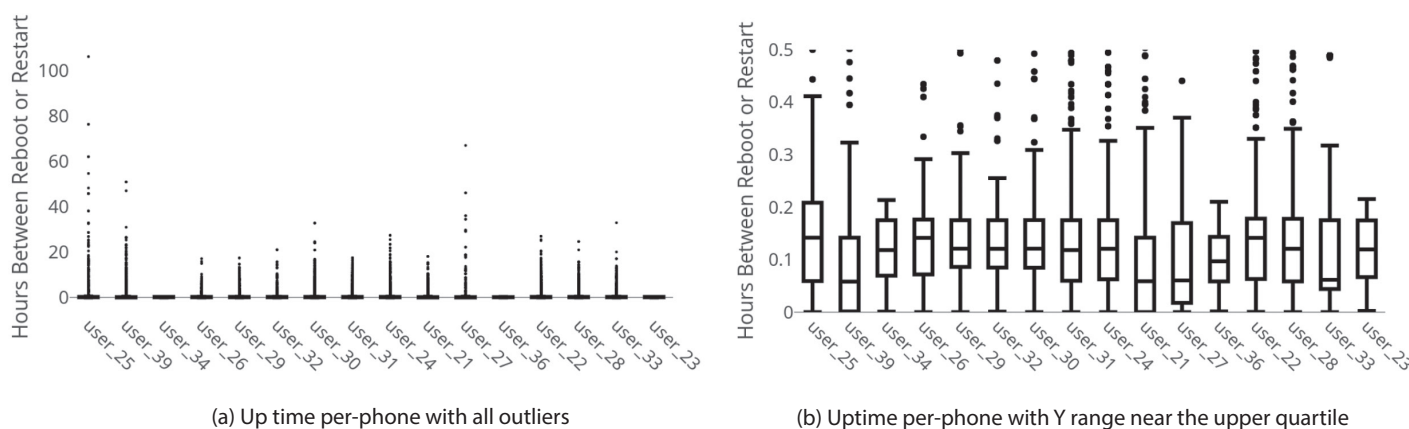 Hours Between Reboot or Restart
100
80
60
40
20
0
user_25
user_39
user_34
user_26
user_29
user_32
user_30
user_31
user_24
user_21
user_27
user_36
user_22
user_28
user_33
user_23
(a) Up time per-phone with all outliers
Hours Between Reboot or Restart
0.5
0.4
0.3
0.2
0.1
0
user_25
user_39
user_34
user_26
user_29
user_32
user_30
user_31
user_24
user_21
user_27
user_36
user_22
user_28
user_33
user_23
(b) Uptime per-phone with Y range near the upper quartile